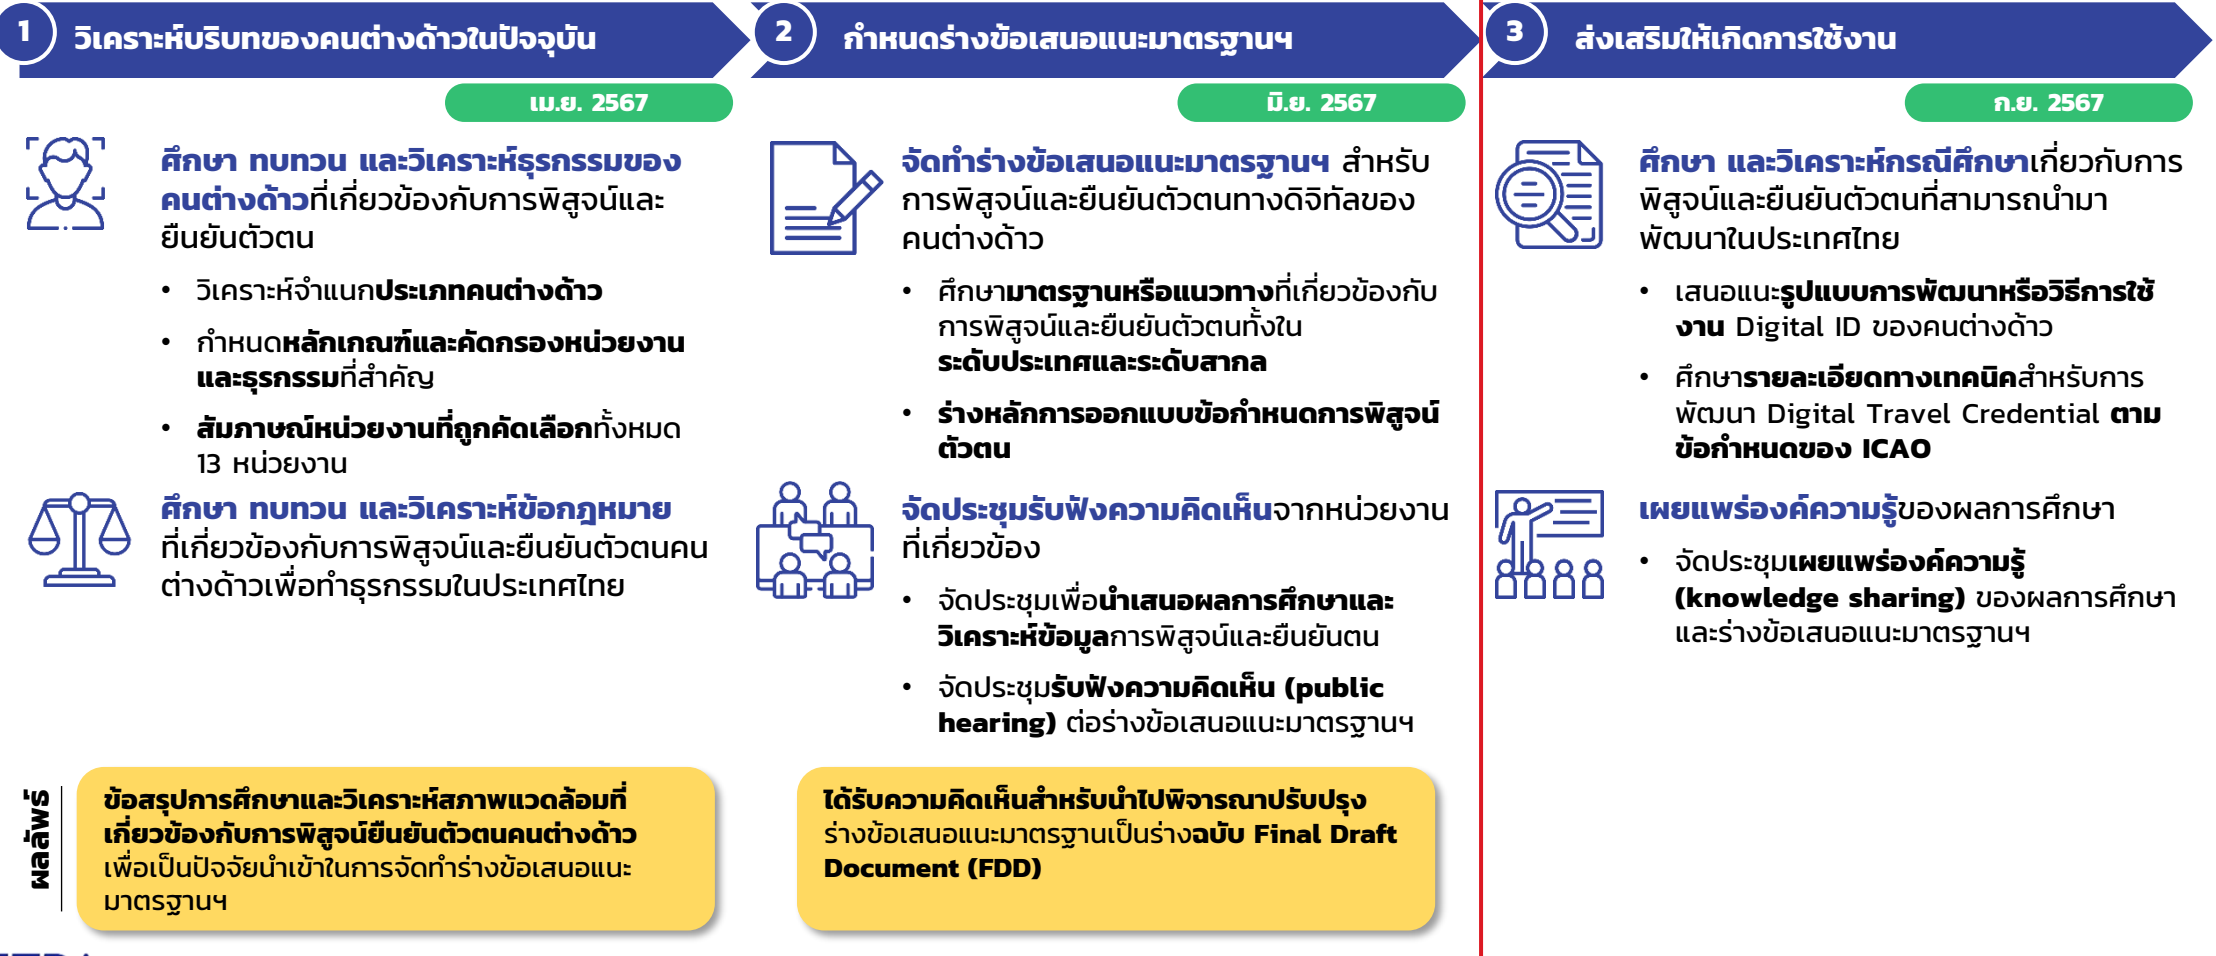 1
วิเคราะห์บริบทของคนต่างด้าวในปัจจุบัน
เม.ย. 2567
ศึกษา ทบทวน และวิเคราะห์ธุรกรรมของ
คนต่างด้าวที่เกี่ยวข้องกับการพิสูจน์และ
ยืนยันตัวตน
• วิเคราะห์จำแนกประเภทคนต่างด้าว
• กำหนดหลักเกณฑ์และคัดกรองหน่วยงาน
และธุรกรรมที่สำคัญ
• สัมภาษณ์หน่วยงานที่ถูกคัดเลือกทั้งหมด
13 หน่วยงาน
ศึกษา ทบทวน และวิเคราะห์ข้อกฎหมาย
ที่เกี่ยวข้องกับการพิสูจน์และยืนยันตัวตนคน
ต่างด้าวเพื่อทำธุรกรรมในประเทศไทย
2
กำหนดร่างข้อเสนอแนะมาตรฐานฯ
มิ.ย. 2567
จัดทำร่างข้อเสนอแนะมาตรฐานฯ สำหรับ
การพิสูจน์และยืนยันตัวตนทางดิจิทัลของ
คนต่างด้าว
• ศึกษามาตรฐานหรือแนวทางที่เกี่ยวข้องกับ
การพิสูจน์และยืนยันตัวตนทั้งใน
ระดับประเทศและระดับสากล
• ร่างหลักการออกแบบข้อกำหนดการพิสูจน์
ตัวตน
จัดประชุมรับฟังความคิดเห็นจากหน่วยงาน
ที่เกี่ยวข้อง
• จัดประชุมเพื่อนำเสนอผลการศึกษาและ
วิเคราะห์ข้อมูลการพิสูจน์และยืนยันตน
• จัดประชุมรับฟังความคิดเห็น (public
hearing) ต่อร่างข้อเสนอแนะมาตรฐานฯ
3
ส่งเสริมให้เกิดการใช้งาน
ก.ย. 2567
ศึกษา และวิเคราะห์กรณีศึกษาเกี่ยวกับการ
พิสูจน์และยืนยันตัวตนที่สามารถนำมา
พัฒนาในประเทศไทย
• เสนอแนะรูปแบบการพัฒนาหรือวิธีการใช้
งาน Digital ID ของคนต่างด้าว
• ศึกษารายละเอียดทางเทคนิคสำหรับการ
พัฒนา Digital Travel Credential ตาม
ข้อกำหนดของ ICAO
เผยแพร่องค์ความรู้ของผลการศึกษา
• จัดประชุมเผยแพร่องค์ความรู้
(knowledge sharing) ของผลการศึกษา
และร่างข้อเสนอแนะมาตรฐานฯ
ผลลัพธ์
ข้อสรุปการศึกษาและวิเคราะห์สภาพแวดล้อมที่
เกี่ยวข้องกับการพิสูจน์ยืนยันตัวตนคนต่างด้าว
เพื่อเป็นปัจจัยนำเข้าในการจัดทำร่างข้อเสนอแนะ
มาตรฐานฯ
ได้รับความคิดเห็นสำหรับนำไปพิจารณาปรับปรุง
ร่างข้อเสนอแนะมาตรฐานเป็นร่างฉบับ Final Draft
Document (FDD)